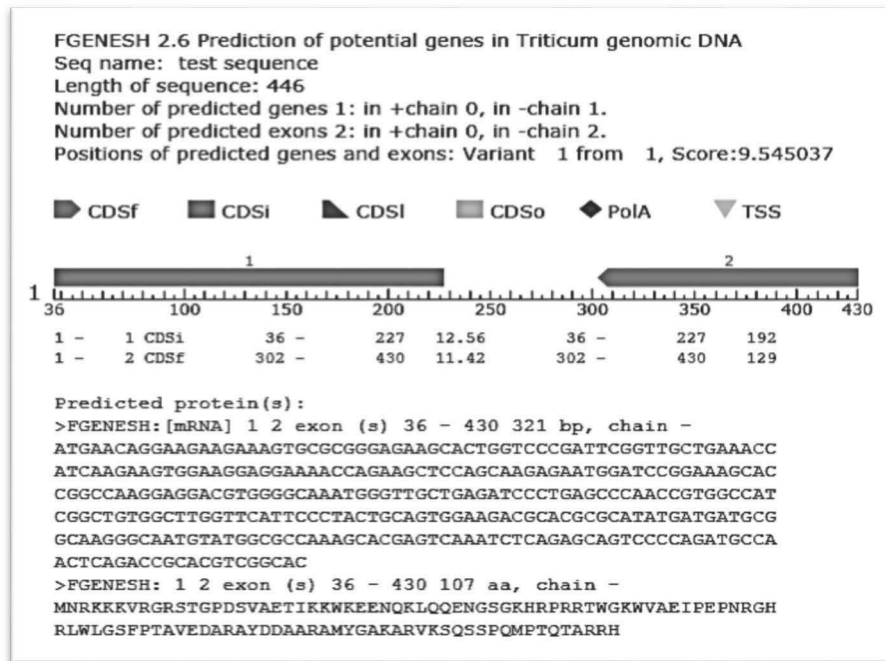 FGENESH 2.6 Prediction of potential genes in Triticum genomic DNA
Seq name: test sequence
Length of sequence: 446
Number of predicted genes 1: in +chain 0, in -chain 1.
Number of predicted exons 2: in +chain 0, in -chain 2.
Positions of predicted genes and exons: Variant 1 from 1, Score:9.545037
CDSf CDSi CDSl CDSo PolA TSS
1 2
1
36 100 150 200 250 300 350 400 430
1 - 1 CDSi 36 - 227 12.56 36 - 227 192
1 - 2 CDSf 302 - 430 11.42 302 - 430 129
Predicted protein(s):
>FGENESH:[mRNA] 1 2 exon (s) 36 - 430 321 bp, chain -
ATGAACAGGAAGAAGAAAGTGCGCGGGAGAAGCACTGGTCCCGATTCGGTTGCTGAAACC
ATCAAGAAGTGGAAGGAGGAAAACCAGAAGCTCCAGCAAGAGAATGGATCCGGAAAGCAC
CGGCCAAGGAGGACGTGGGGCAAATGGGTTGCTGAGATCCCTGAGCCCAACCGTGGCCAT
CGGCTGTGGCTTGGTTCATTCCCTACTGCAGTGGAAGACGCACGCGCATATGATGATGCG
GCAAGGGCAATGTATGGCGCCAAAGCACGAGTCAAATCTCAGAGCAGTCCCCAGATGCCA
ACTCAGACCGCACGTCGGCAC
>FGENESH: 1 2 exon (s) 36 - 430 107 aa, chain -
MNRKKKVRGRSTGPDSVAETIKKWKEENQKLQQENGSGKHRPRRTWGKWVAEIPEPNRGH
RLWLGSFPTAVEDARAYDDAARAMYGAKARVKSQSSPQMPTQTARRH